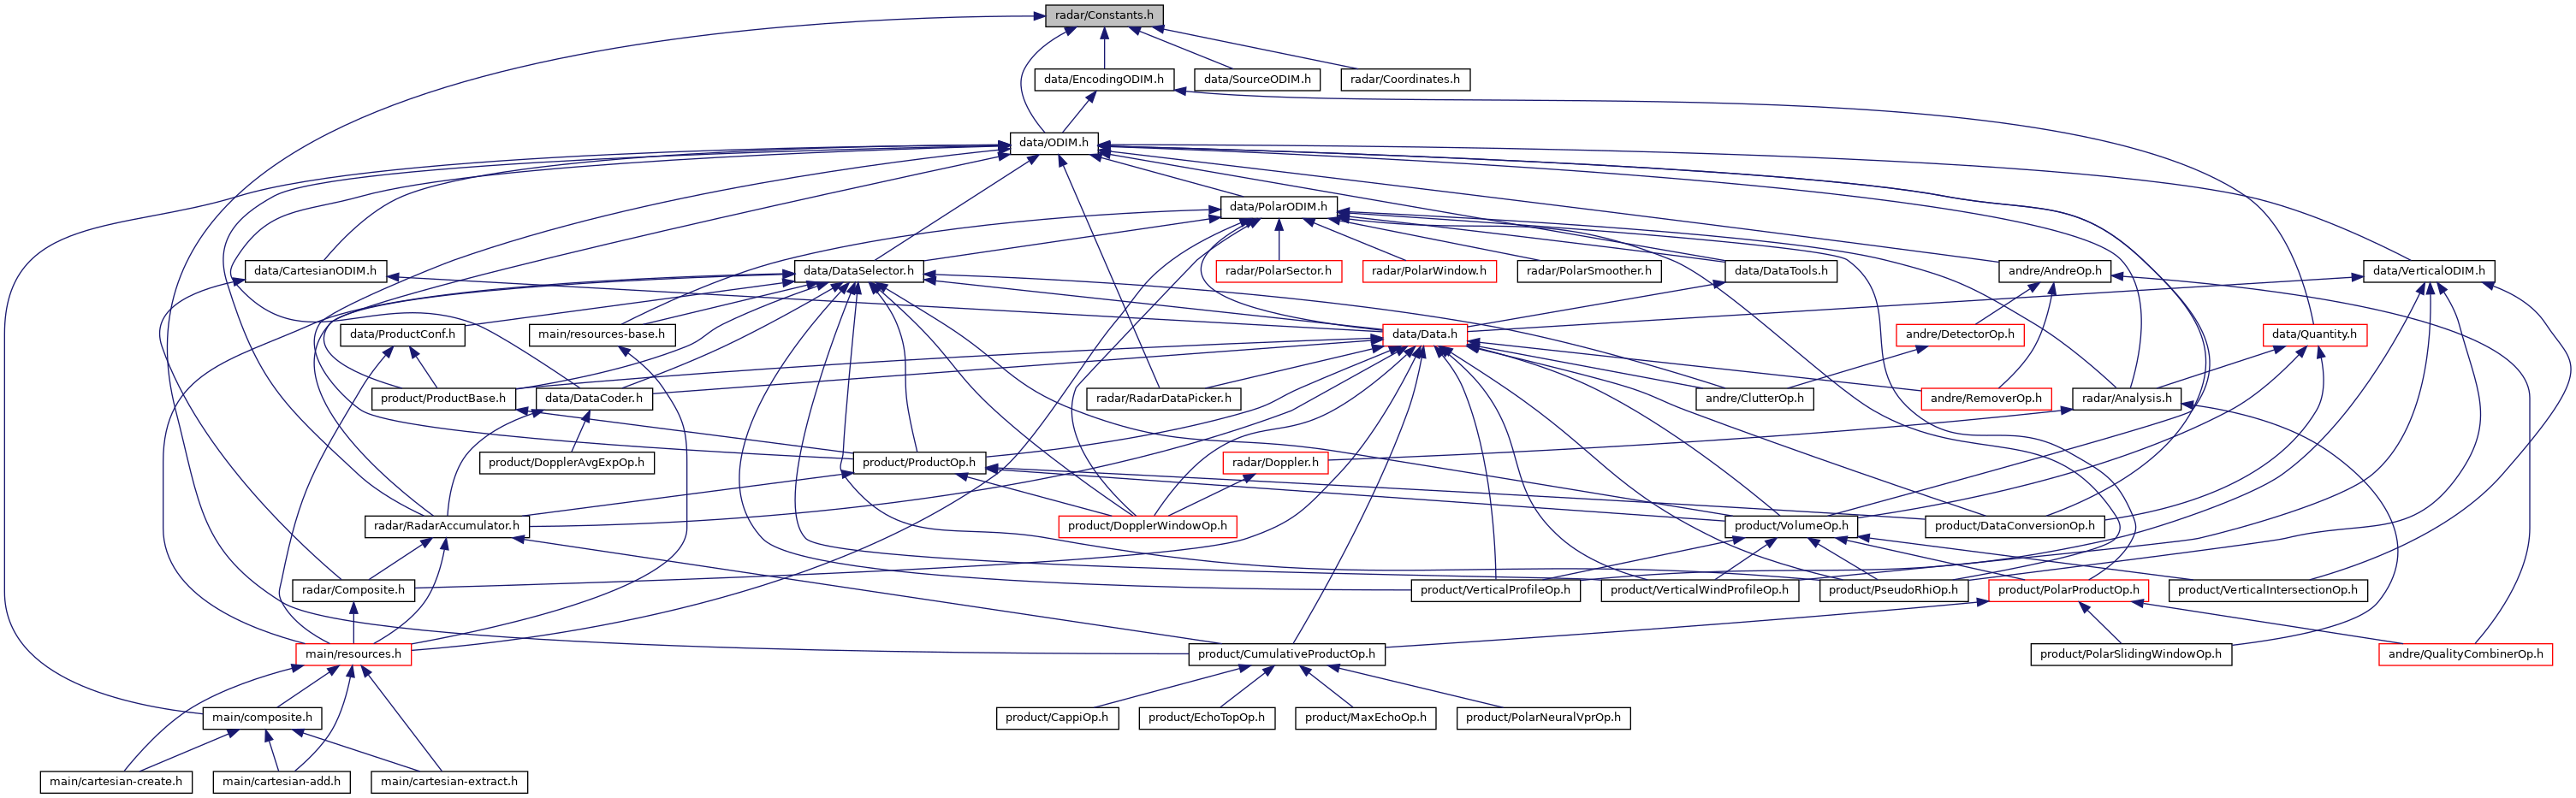 radar/Constants.h
data/EncodingODIM.h
data/SourceODIM.h
radar/Coordinates.h
data/ODIM.h
data/PolarODIM.h
data/CartesianODIM.h
data/DataSelector.h
radar/PolarSector.h
radar/PolarWindow.h
radar/PolarSmoother.h
data/DataTools.h
andre/AndreOp.h
data/VerticalODIM.h
data/ProductConf.h
main/resources-base.h
data/Data.h
andre/DetectorOp.h
data/Quantity.h
product/ProductBase.h
data/DataCoder.h
radar/RadarDataPicker.h
andre/ClutterOp.h
andre/RemoverOp.h
radar/Analysis.h
product/DopplerAvgExpOp.h
product/ProductOp.h
radar/Doppler.h
radar/RadarAccumulator.h
product/DopplerWindowOp.h
product/VolumeOp.h
product/DataConversionOp.h
radar/Composite.h
product/VerticalProfileOp.h
product/VerticalWindProfileOp.h
product/PseudoRhiOp.h
product/PolarProductOp.h
product/VerticalIntersectionOp.h
main/resources.h
product/CumulativeProductOp.h
product/PolarSlidingWindowOp.h
andre/QualityCombinerOp.h
main/composite.h
product/CappiOp.h
product/EchoTopOp.h
product/MaxEchoOp.h
product/PolarNeuralVprOp.h
main/cartesian-create.h
main/cartesian-add.h
main/cartesian-extract.h